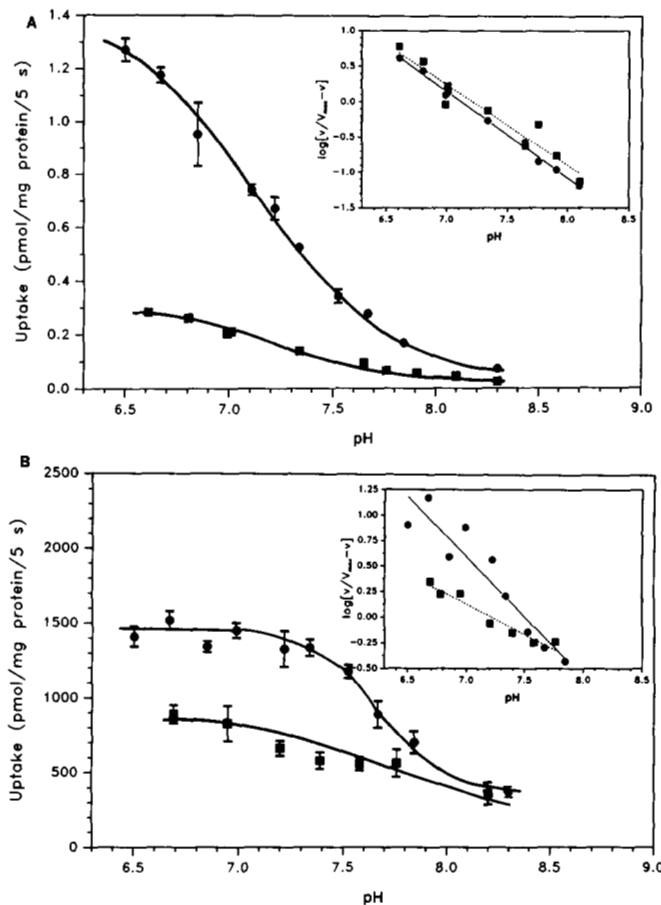 A
1.4
1.2
1.0
0.8
0.6
0.4
0.2
0.0
Uptake (pmol/mg protein/5 s)
6.5 7.0 7.5 8.0 8.5 9.0
pH
1.0
0.5
0.0
-0.5
-1.0
-1.5
log[v/Vmax-v]
6.5 7.0 7.5 8.0 8.5
pH
B
2500
2000
1500
1000
500
0
Uptake (pmol/mg protein/5 s)
6.5 7.0 7.5 8.0 8.5 9.0
pH
1.25
1.00
0.75
0.50
0.25
0.00
-0.25
-0.50
log[v/Vmax-v]
6.5 7.0 7.5 8.0 8.5
pH